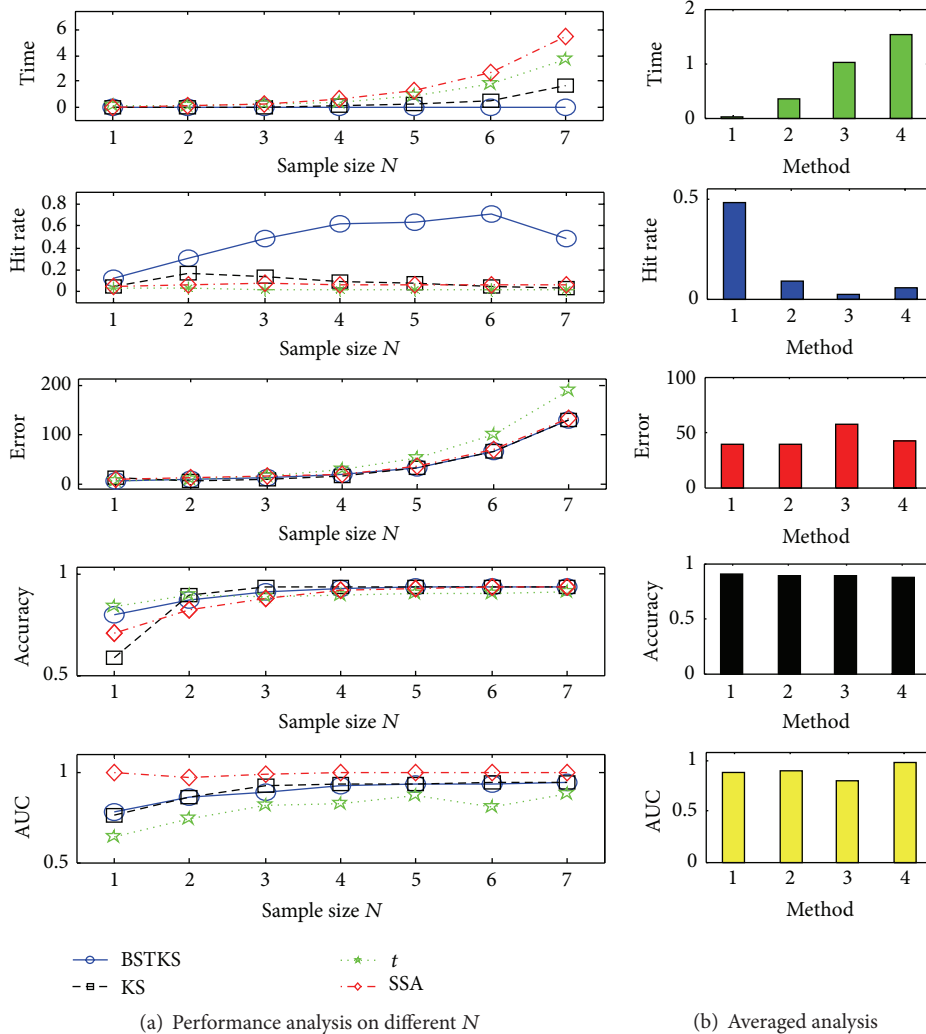 Time
6
4
2
0
1 2 3 4 5 6 7
Sample size N
Time
2
1
0
1 2 3 4
Method
Hit rate
0.8
0.6
0.4
0.2
0
1 2 3 4 5 6 7
Sample size N
Hit rate
0.5
0
1 2 3 4
Method
Error
200
100
0
1 2 3 4 5 6 7
Sample size N
Error
100
50
0
1 2 3 4
Method
Accuracy
1
0.5
1 2 3 4 5 6 7
Sample size N
Accuracy
1
0.5
0
1 2 3 4
Method
AUC
1
0.5
1 2 3 4 5 6 7
Sample size N
AUC
1
0.5
0
1 2 3 4
Method
BSTKS
KS
t
SSA
(a) Performance analysis on different N
(b) Averaged analysis